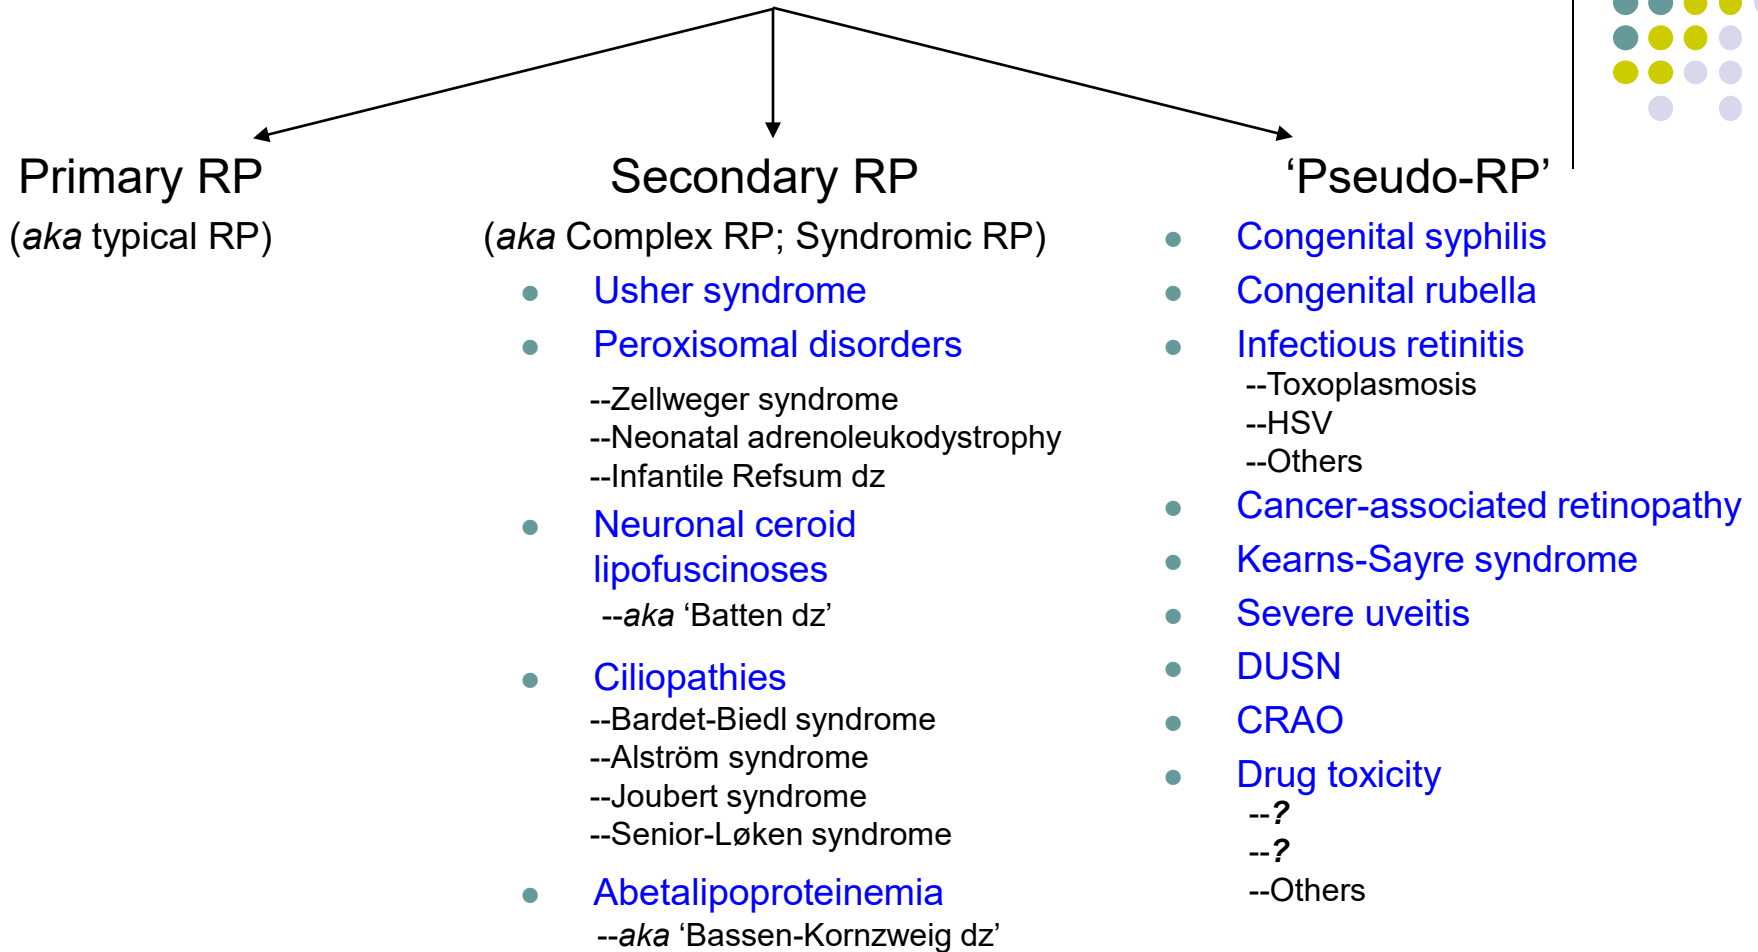 Primary RP
(aka typical RP)
Secondary RP
(aka Complex RP; Syndromic RP)
Usher syndrome
Peroxisomal disorders
--Zellweger syndrome
--Neonatal adrenoleukodystrophy
--Infantile Refsum dz
Neuronal ceroid
lipofuscinoses
--aka ‘Batten dz’
Ciliopathies
--Bardet-Biedl syndrome
--Alström syndrome
--Joubert syndrome
--Senior-Løken syndrome
Abetalipoproteinemia
--aka ‘Bassen-Kornzweig dz’
‘Pseudo-RP’
Congenital syphilis
Congenital rubella
Infectious retinitis
--Toxoplasmosis
--HSV
--Others
Cancer-associated retinopathy
Kearns-Sayre syndrome
Severe uveitis
DUSN
CRAO
Drug toxicity
--?
--?
--Others